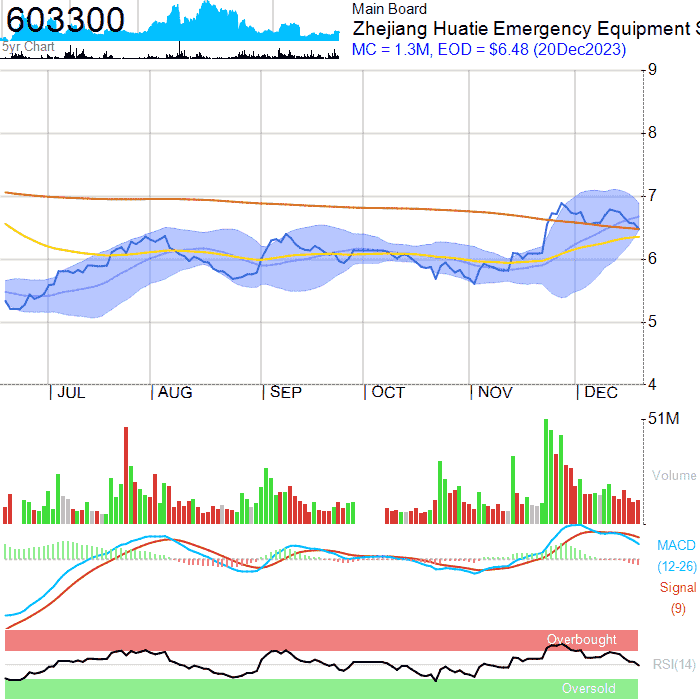 603300
5yr Chart
Main Board
Zhejiang Huatie Emergency Equipment S
MC = 1.3M, EOD = $6.48 (20Dec2023)
9
8
7
6
5
4
JUL
AUG
SEP
OCT
NOV
DEC
51M
Volume
MACD
(12-26)
Signal
(9)
Overbought
RSI(14)
Oversold